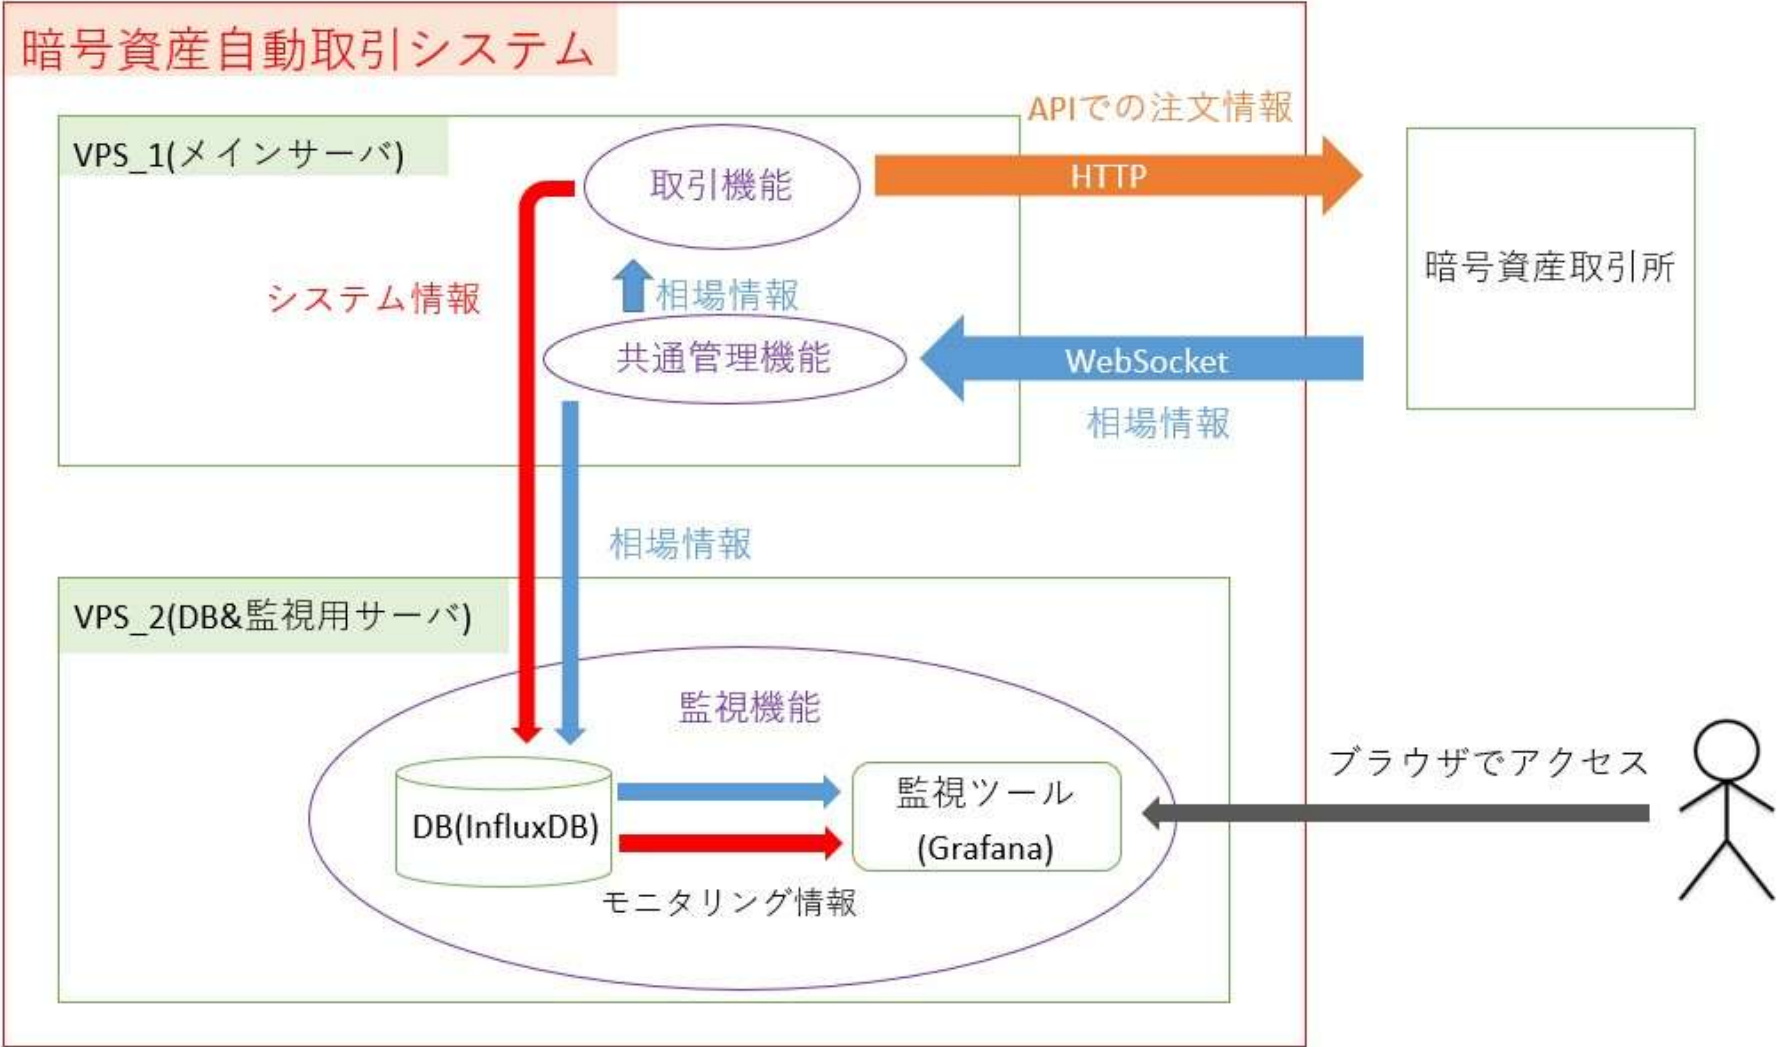 暗号資産自動取引システム
VPS_1(メインサーバ)
取引機能
APIでの注文情報
HTTP
暗号資産取引所
システム情報
相場情報
共通管理機能
WebSocket
相場情報
相場情報
VPS_2(DB&監視用サーバ)
監視機能
DB(InfluxDB)
監視ツール
(Grafana)
モニタリング情報
ブラウザでアクセス